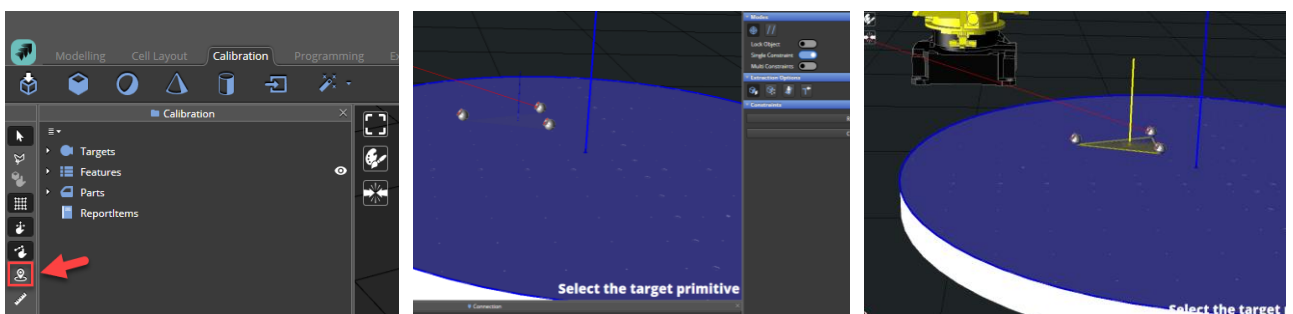 Modelling Cell Layout Calibration Programming
Calibration
Targets
Features
Parts
ReportItems
Modes
Lock Object
Single Constraint
Multi Constraints
Extraction Options
Constraints
Select the target primitive
Connection
Select the target